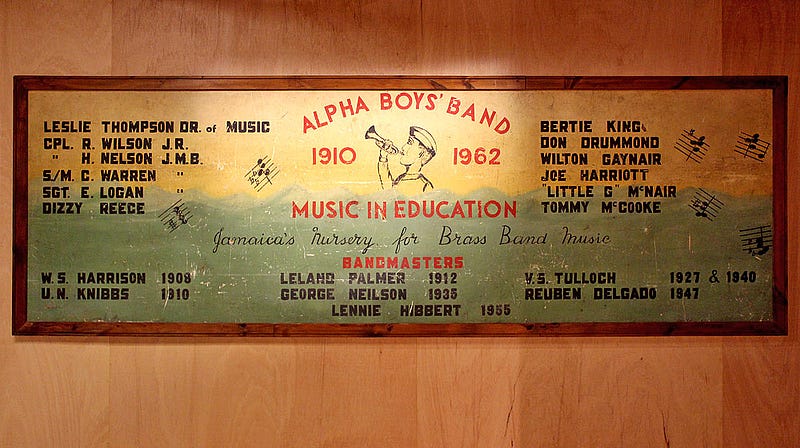 ALPHA BOYS' BAND
1910 1962
LESLIE THOMPSON DR. of MUSIC
CPL. R. WILSON J.R.
" H. NELSON J.M.B.
S/M. C. WARREN "
SGT. E. LOGAN "
DIZZY REECE
BERTIE KING
DON DRUMMOND
WILTON GAYNAIR
JOE HARRIOTT
"LITTLE G" McNAIR
TOMMY McCOOKE
MUSIC IN EDUCATION
Jamaica's Nursery for Brass Band Music
BANDMASTERS
W.S. HARRISON 1908
U.N. KNIBBS 1910
LELAND PALMER 1912
GEORGE NEILSON 1935
LENNIE HIBBERT 1955
V.S. TULLOCH 1927 & 1940
REUBEN DELGADO 1947